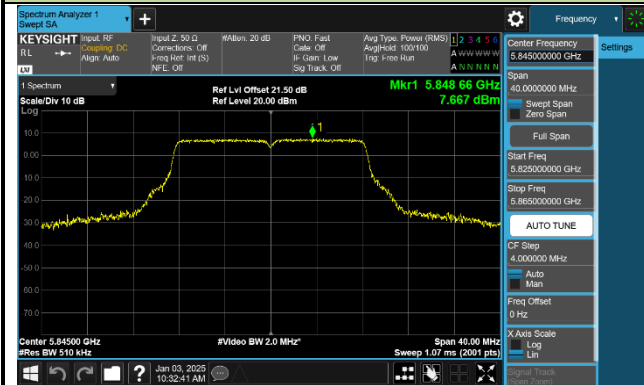 Spectrum Analyzer 1
Swept SA
+
Frequency
KEYSIGHT
RL
Input: RF
Coupling: DC
Align: Auto
Input Z: 50 Ω
Corrections: Off
Freq Ref: Int (S)
NFE: Off
#Atten: 20 dB
PNO: Fast
Gate: Off
IF Gain: Low
Sig Track: Off
Avg Type: Power (RMS)
Avg|Hold: 100/100
Trig: Free Run
1 2 3 4 5 6
A W W W W W
A N N N N N
LXI
1 Spectrum
Scale/Div 10 dB
Log
Ref Lvl Offset 21.50 dB
Ref Level 20.00 dBm
Mkr1 5.848 66 GHz
7.667 dBm
1
10.0
0.00
-10.0
-20.0
-30.0
-40.0
-50.0
-60.0
-70.0
Center 5.84500 GHz
#Res BW 510 kHz
#Video BW 2.0 MHz*
Span 40.00 MHz
Sweep 1.07 ms (2001 pts)
Jan 03, 2025
10:32:41 AM
Settings
Center Frequency
5.845000000 GHz
Span
40.0000000 MHz
Swept Span
Zero Span
Full Span
Start Freq
5.825000000 GHz
Stop Freq
5.865000000 GHz
AUTO TUNE
CF Step
4.000000 MHz
Auto
Man
Freq Offset
0 Hz
X Axis Scale
Log
Lin
Signal Track
(Span Zoom)